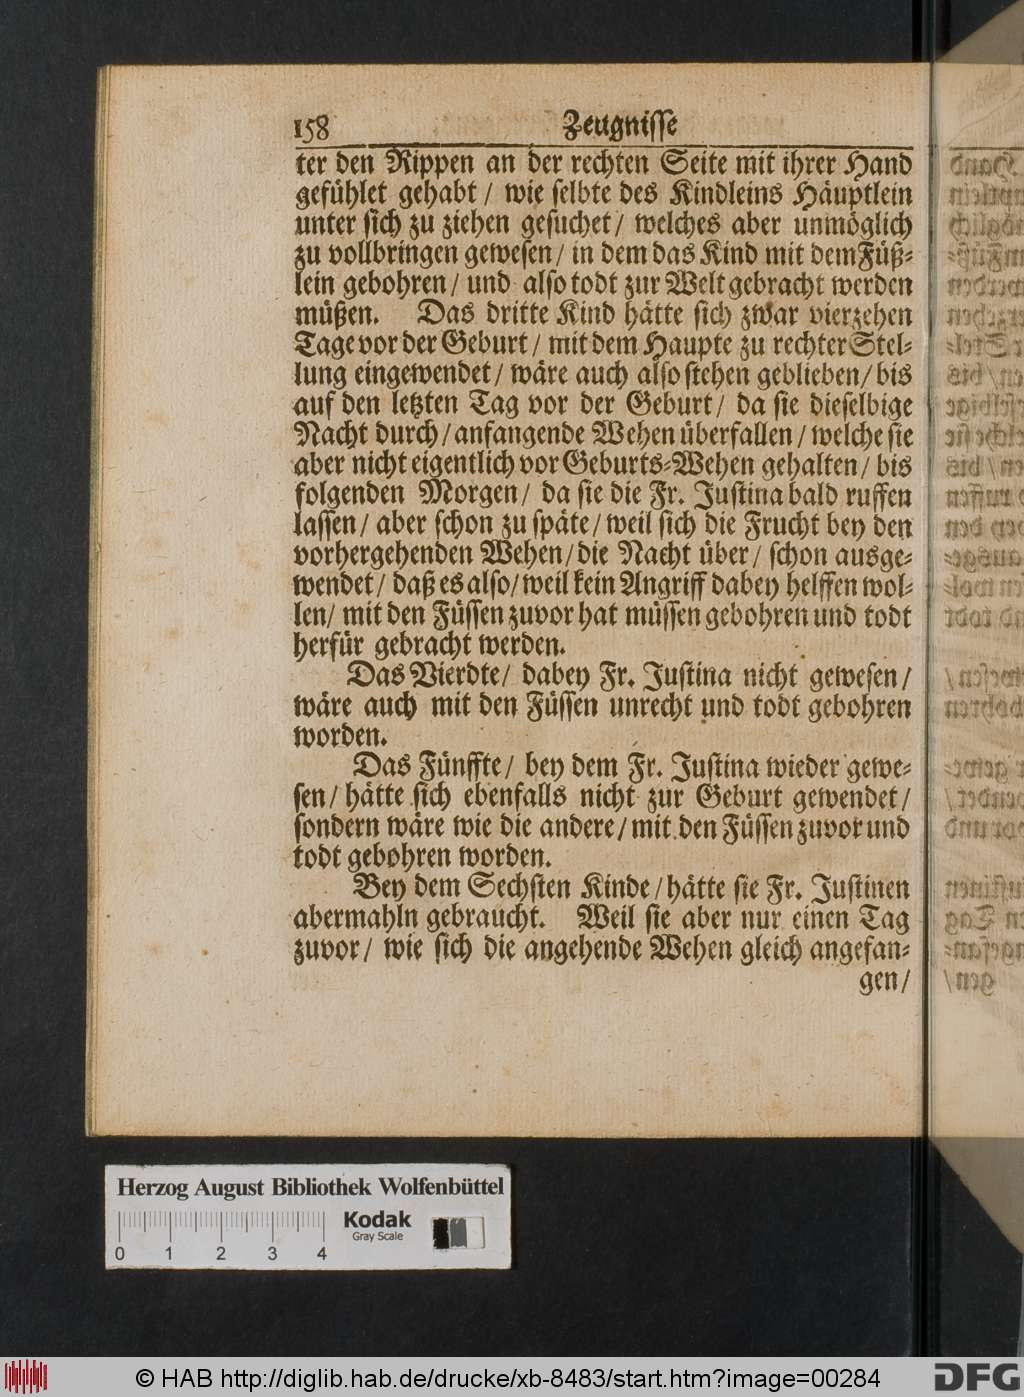 158 Zeugnisse
ter den Rippen an der rechten Seite mit ihrer Hand
gefühlet gehabt / wie selbte des Kindleins Häuptlein
unter sich zu ziehen gesuchet / welches aber unmöglich
zu vollbringen gewesen / in dem das Kind mit dem Füß-
lein gebohren / und also todt zur Welt gebracht werden
müßen. Das dritte Kind hätte sich zwar vierzehen
Tage vor der Geburt / mit dem Haupte zu rechter Stel-
lung eingewendet / wäre auch also stehen geblieben / bis
auf den letzten Tag vor der Geburt / da sie dieselbige
Nacht durch / anfangende Wehen überfallen / welche sie
aber nicht eigentlich vor Geburts-Wehen gehalten / bis
folgenden Morgen / da sie die Fr. Justina bald ruffen
lassen / aber schon zu späte / weil sich die Frucht bey den
vorhergehenden Wehen / die Nacht über / schon ausge-
wendet / daß es also / weil kein Angriff dabey helffen wol-
len / mit den Füssen zuvor hat müssen gebohren und todt
herfür gebracht werden.
Das Vierdte / dabey Fr. Justina nicht gewesen /
wäre auch mit den Füssen unrecht und todt gebohren
worden.
Das Fünffte / bey dem Fr. Justina wieder gewe-
sen / hätte sich ebenfalls nicht zur Geburt gewendet /
sondern wäre wie die andere / mit den Füssen zuvor und
todt gebohren worden.
Bey dem Sechsten Kinde / hätte sie Fr. Justinen
abermahln gebraucht. Weil sie aber nur einen Tag
zuvor / wie sich die angehende Wehen gleich angefan-
gen /
Herzog August Bibliothek Wolfenbüttel
Kodak
Gray Scale
0 1 2 3 4
© HAB http://diglib.hab.de/drucke/xb-8483/start.htm?image=00284
DFG